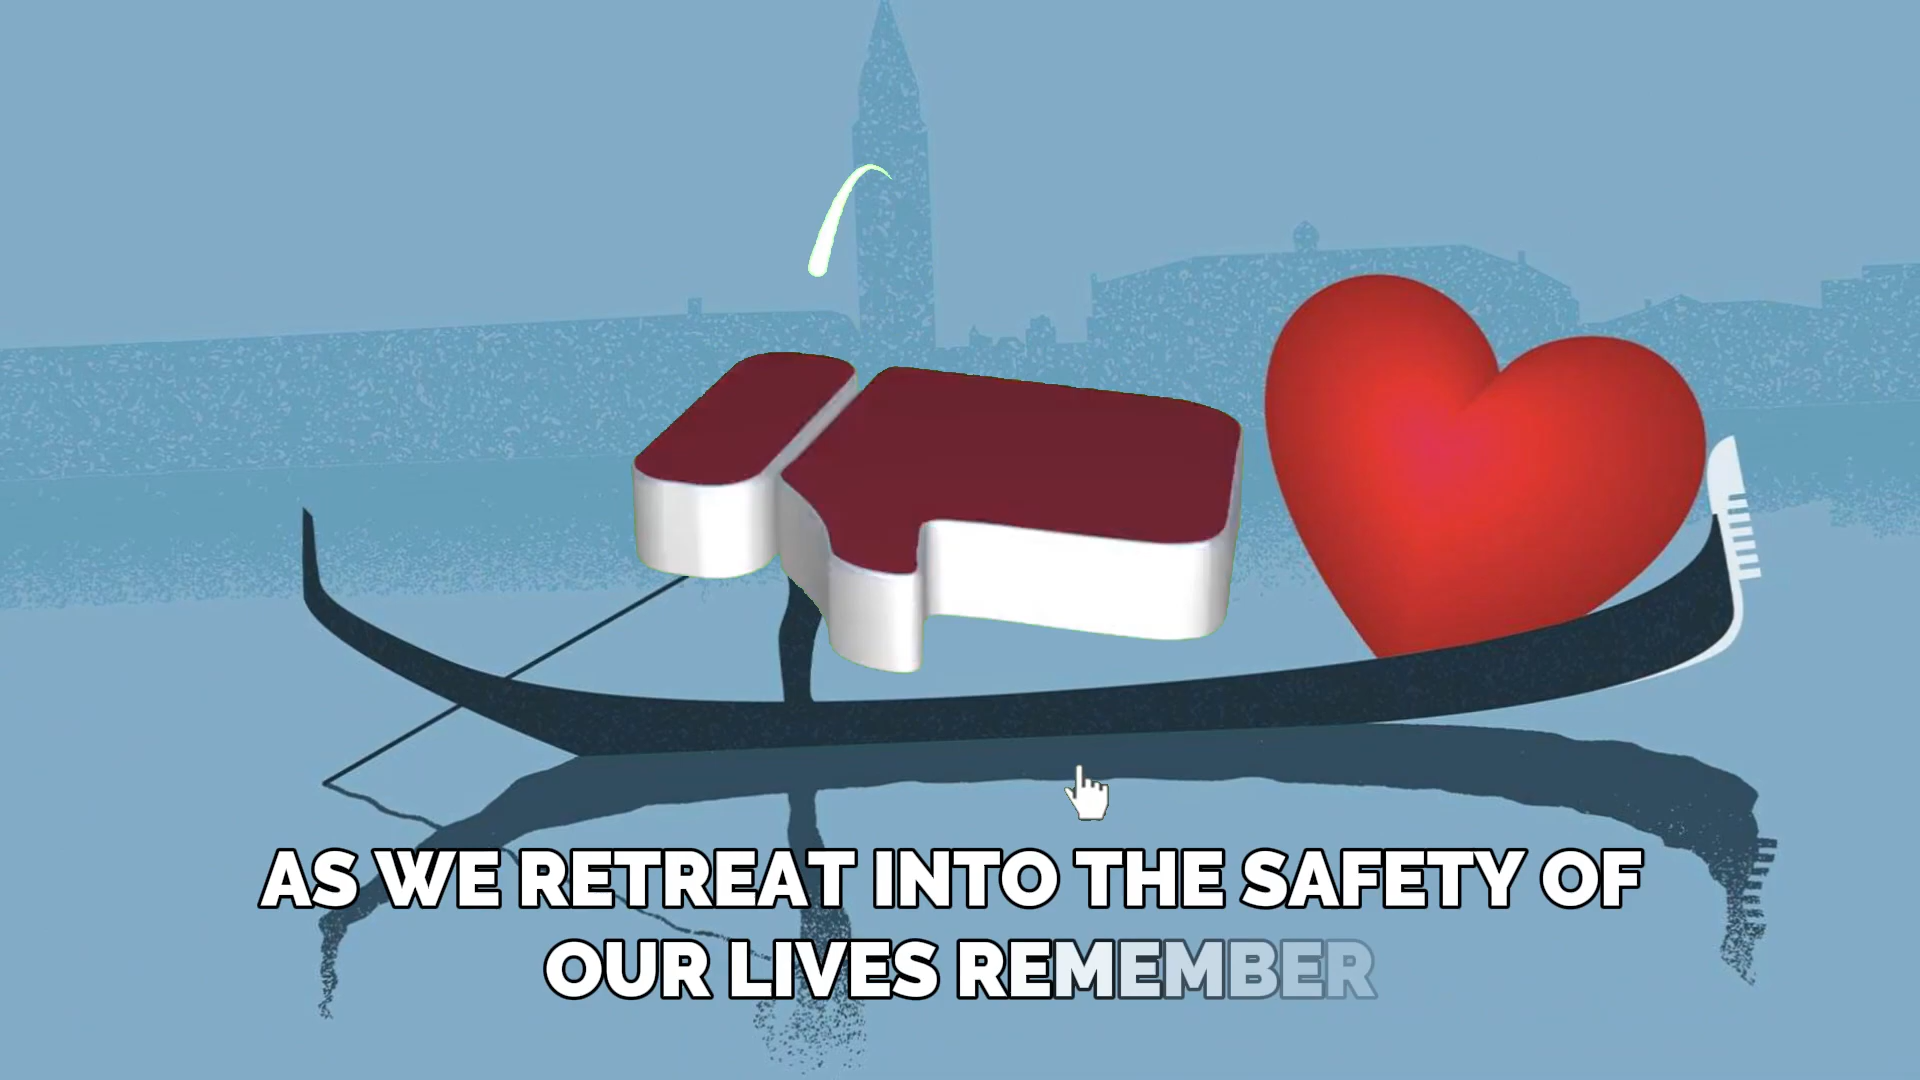 AS WE RETREAT INTO THE SAFETY OF
OUR LIVES REMEMBER